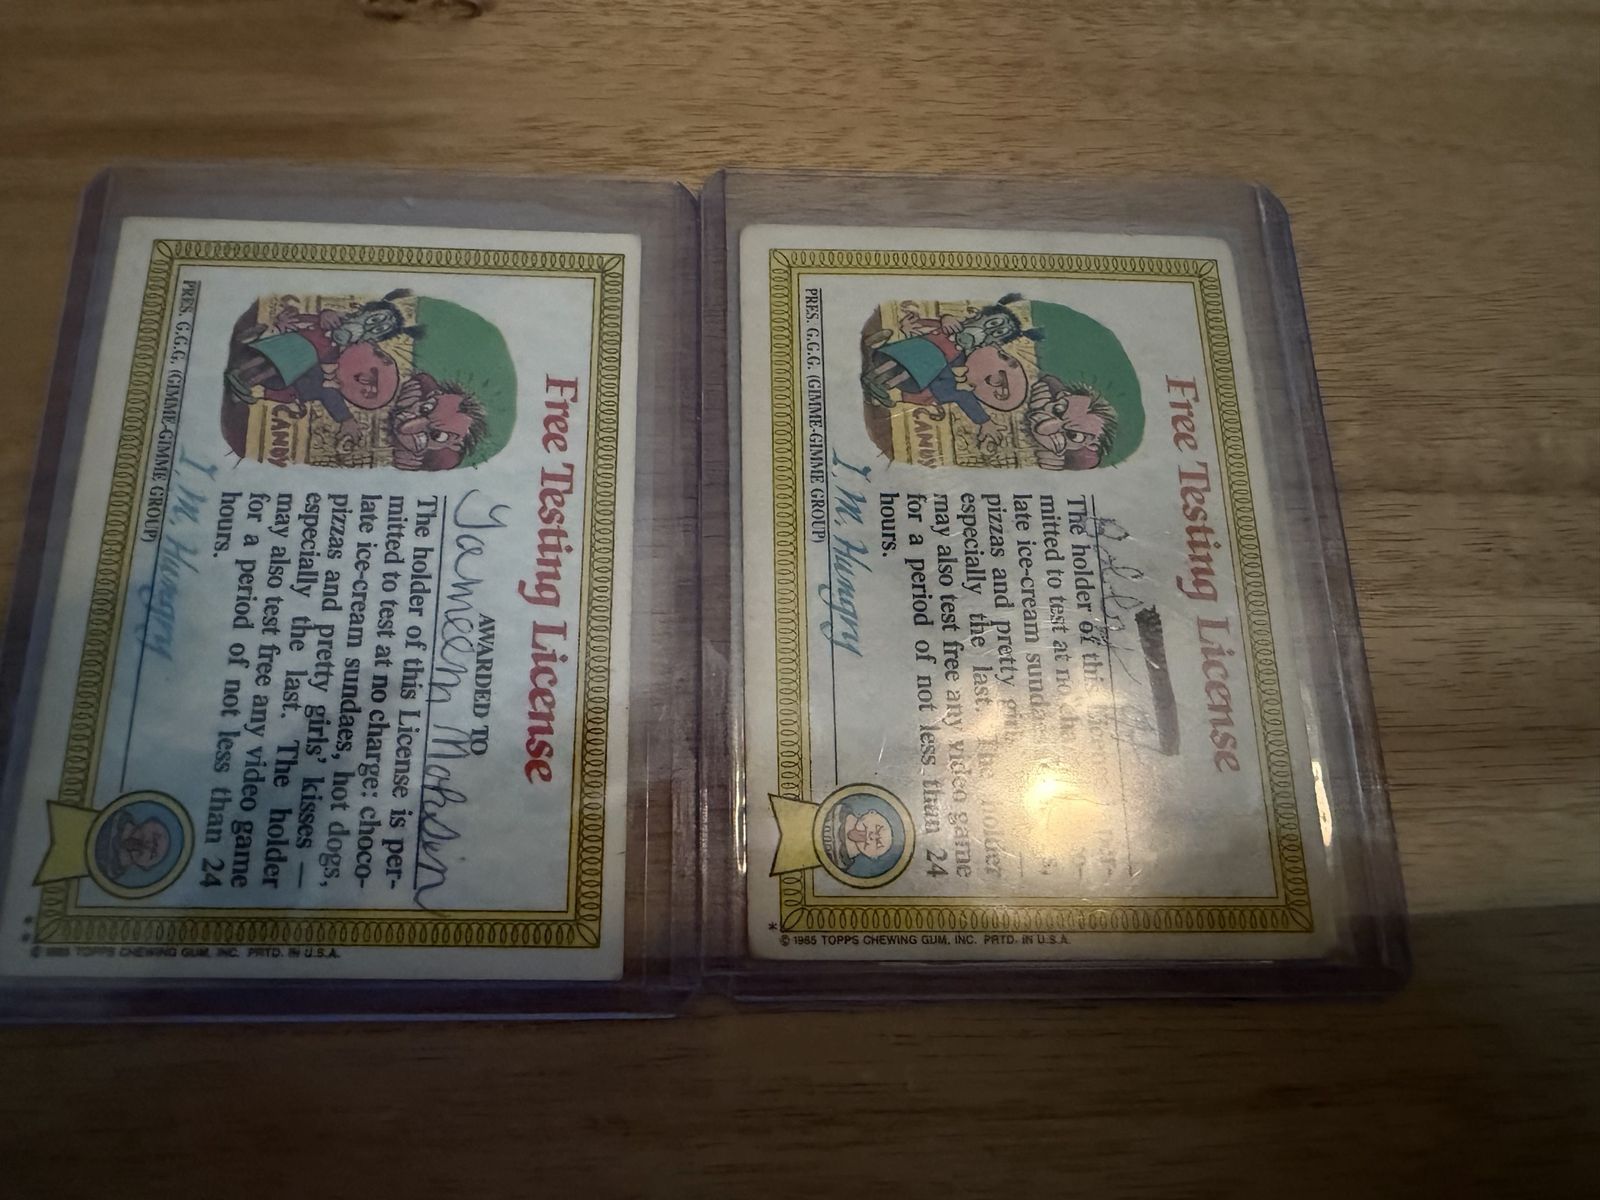 Free Testing License
The holder of this
mitted to test at no
late ice-cream
pizzas and pretty
especially the last. The holder
may also test free any video game
for a period of not less than 24
hours.
CANDY
I. M. Hungry
PRES. G.G.G. (GIMME-GIMME GROUP)
* © 1985 TOPPS CHEWING GUM, INC. PRTD. IN U.S.A.
Free Testing License
AWARDED TO
Yameen Mohsin
The holder of this License is per-
mitted to test at no charge: choco-
late ice-cream sundaes, hot dogs,
pizzas and pretty girls' kisses —
especially the last. The holder
may also test free any video game
for a period of not less than 24
hours.
CANDY
I. M. Hungry
PRES. G.G.G. (GIMME-GIMME GROUP)
** © 1985 TOPPS CHEWING GUM, INC. PRTD. IN U.S.A.